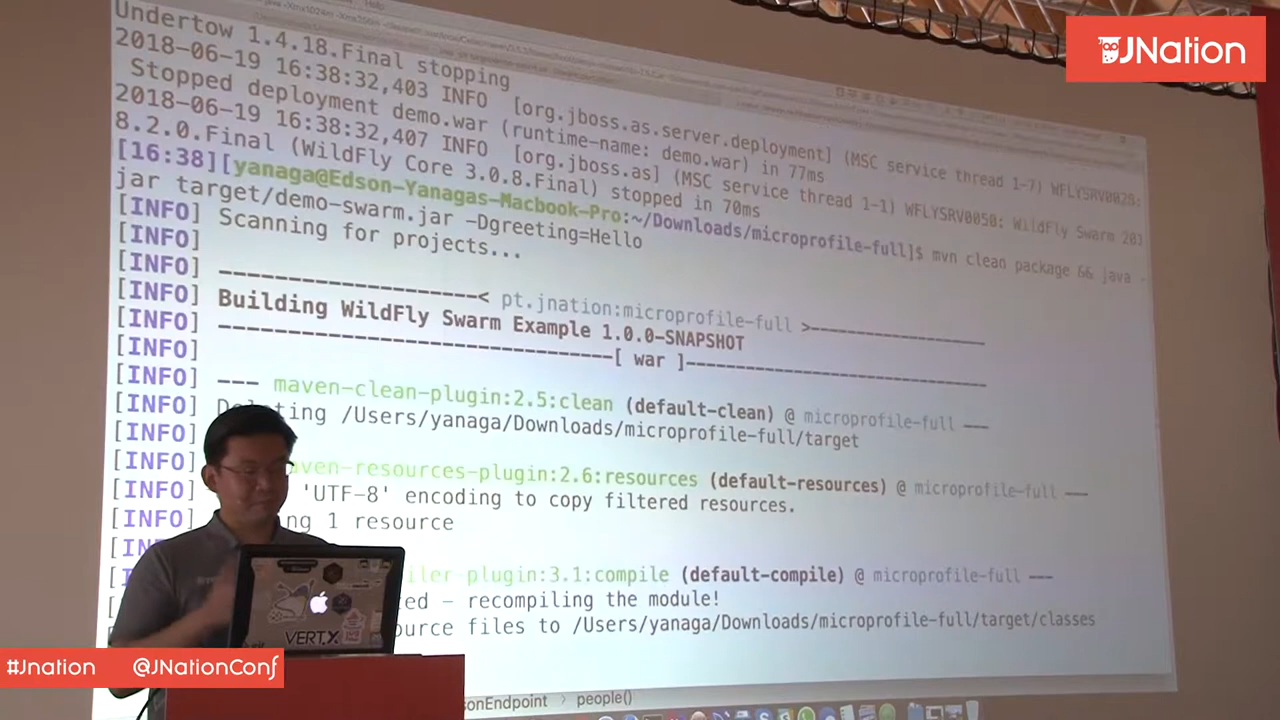 JNation
Undertow 1.4.18.Final stopping
2018-06-19 16:38:32,403 INFO [org.jboss.as.server.deployment] (MSC service thread 1-7) WFLYSRV0028:
Stopped deployment demo.war (runtime-name: demo.war) in 77ms
2018-06-19 16:38:32,407 INFO [org.jboss.as] (MSC service thread 1-1) WFLYSRV0050: WildFly Swarm 201
8.2.0.Final (WildFly Core 3.0.8.Final) stopped in 70ms
[16:38][yanaga@Edson-Yanagas-Macbook-Pro:~/Downloads/microprofile-full]$ mvn clean package && java -
jar target/demo-swarm.jar -Dgreeting=Hello
[INFO] Scanning for projects...
[INFO]
[INFO] -------------------< pt.jnation:microprofile-full >-------------------
[INFO] Building WildFly Swarm Example 1.0.0-SNAPSHOT
[INFO] --------------------------------[ war ]---------------------------------
[INFO]
[INFO] --- maven-clean-plugin:2.5:clean (default-clean) @ microprofile-full ---
[INFO] Deleting /Users/yanaga/Downloads/microprofile-full/target
[INFO]
[INFO] aven-resources-plugin:2.6:resources (default-resources) @ microprofile-full ---
[INFO] 'UTF-8' encoding to copy filtered resources.
[INFO] ng 1 resource
[IN
[I iler plugin:3.1:compile (default-compile) @ microprofile-full ---
[ ted - recompiling the module!
[ ource files to /Users/yanaga/Downloads/microprofile-full/target/classes
VERT.X
sonEndpoint > people()
#Jnation @JNationConf